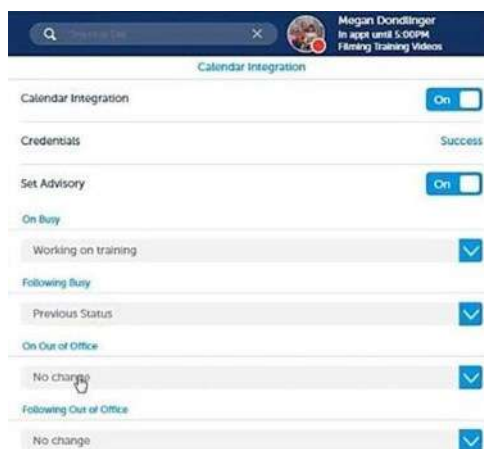 Megan Dondlinger
In appt until 5:00PM
Filming Training Videos
Calendar Integration
Calendar Integration
On
Credentials
Success
Set Advisory
On
On Busy
Working on training
Following Busy
Previous Status
On Out of Office
No change
Following Out of Office
No change